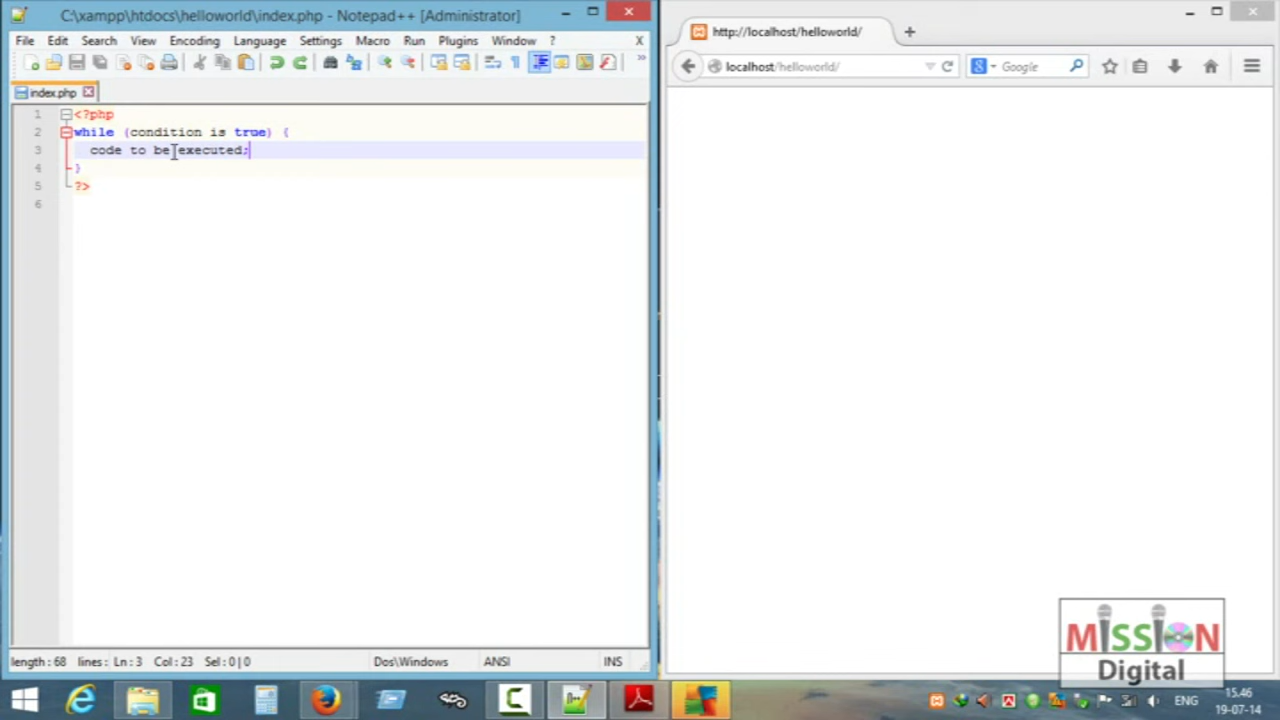 C:\xampp\htdocs\helloworld\index.php - Notepad++ [Administrator]
File Edit Search View Encoding Language Settings Macro Run Plugins Window ? X
index.php
1 <?php
2 while (condition is true) {
3 code to be executed;
4 }
5 ?>
6
length : 68 lines : Ln : 3 Col : 23 Sel : 0 | 0 Dos\Windows ANSI INS
http://localhost/helloworld/
localhost/helloworld/
Google
MISSION
Digital
ENG
15.46
19-07-14